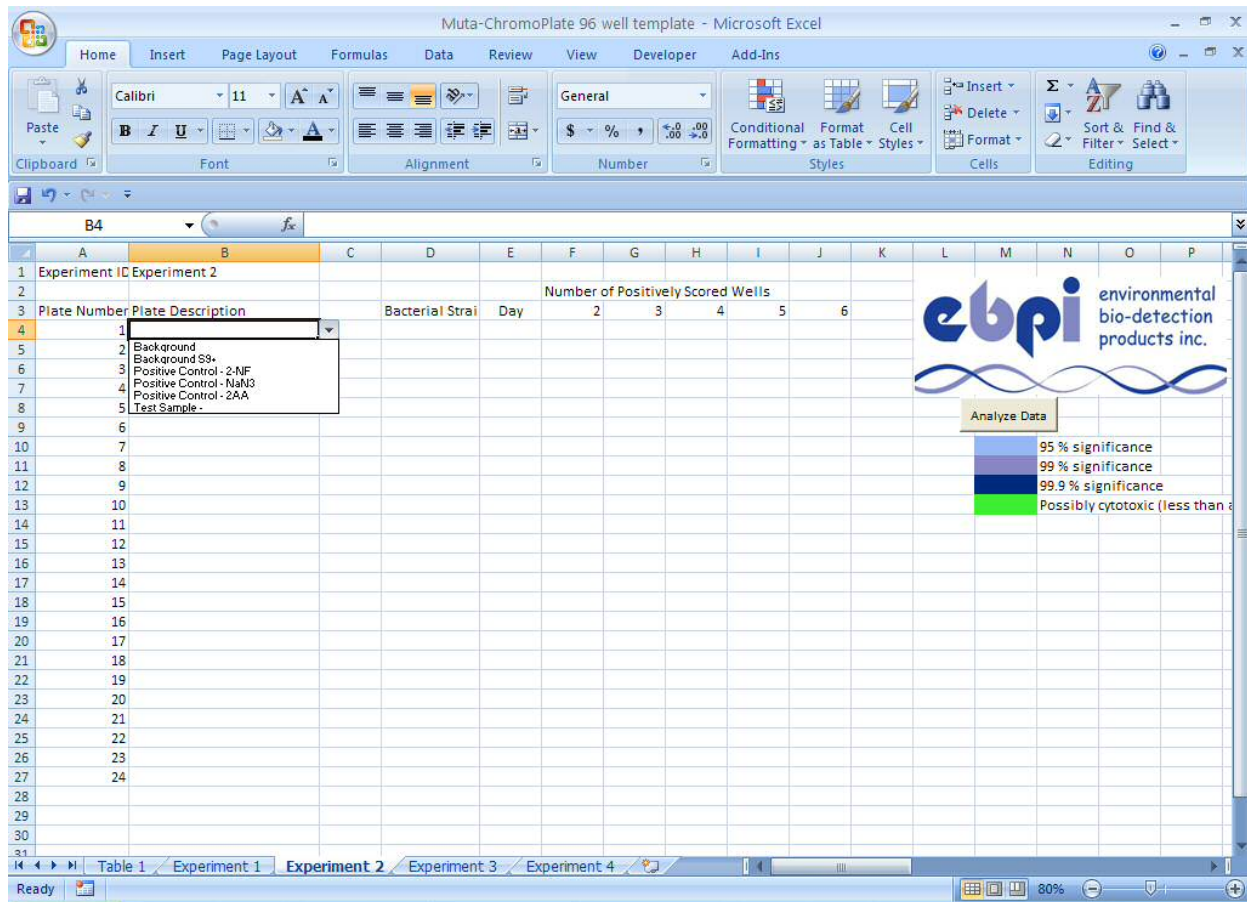 Muta-ChromoPlate 96 well template - Microsoft Excel
Home Insert Page Layout Formulas Data Review View Developer Add-Ins
Paste
Calibri 11
B I U
General
$ % , .0 .00 .00 .0
Conditional Formatting
Format as Table
Cell Styles
Insert
Delete
Format
Sort & Filter
Find & Select
Clipboard Font Alignment Number Styles Cells Editing
B4 fx
A B C D E F G H I J K L M N O P
1 Experiment ID Experiment 2
2 Number of Positively Scored Wells
3 Plate Number Plate Description Bacterial Strai Day 2 3 4 5 6
4 1
5 2
6 3
7 4
8 5
9 6
10 7
11 8
12 9
13 10
14 11
15 12
16 13
17 14
18 15
19 16
20 17
21 18
22 19
23 20
24 21
25 22
26 23
27 24
28
29
30
31
Background
Background S9+
Positive Control - 2-NF
Positive Control - NaN3
Positive Control - 2AA
Test Sample -
ebpi
environmental
bio-detection
products inc.
Analyze Data
95 % significance
99 % significance
99.9 % significance
Possibly cytotoxic (less than a
Table 1 Experiment 1 Experiment 2 Experiment 3 Experiment 4
Ready 80%